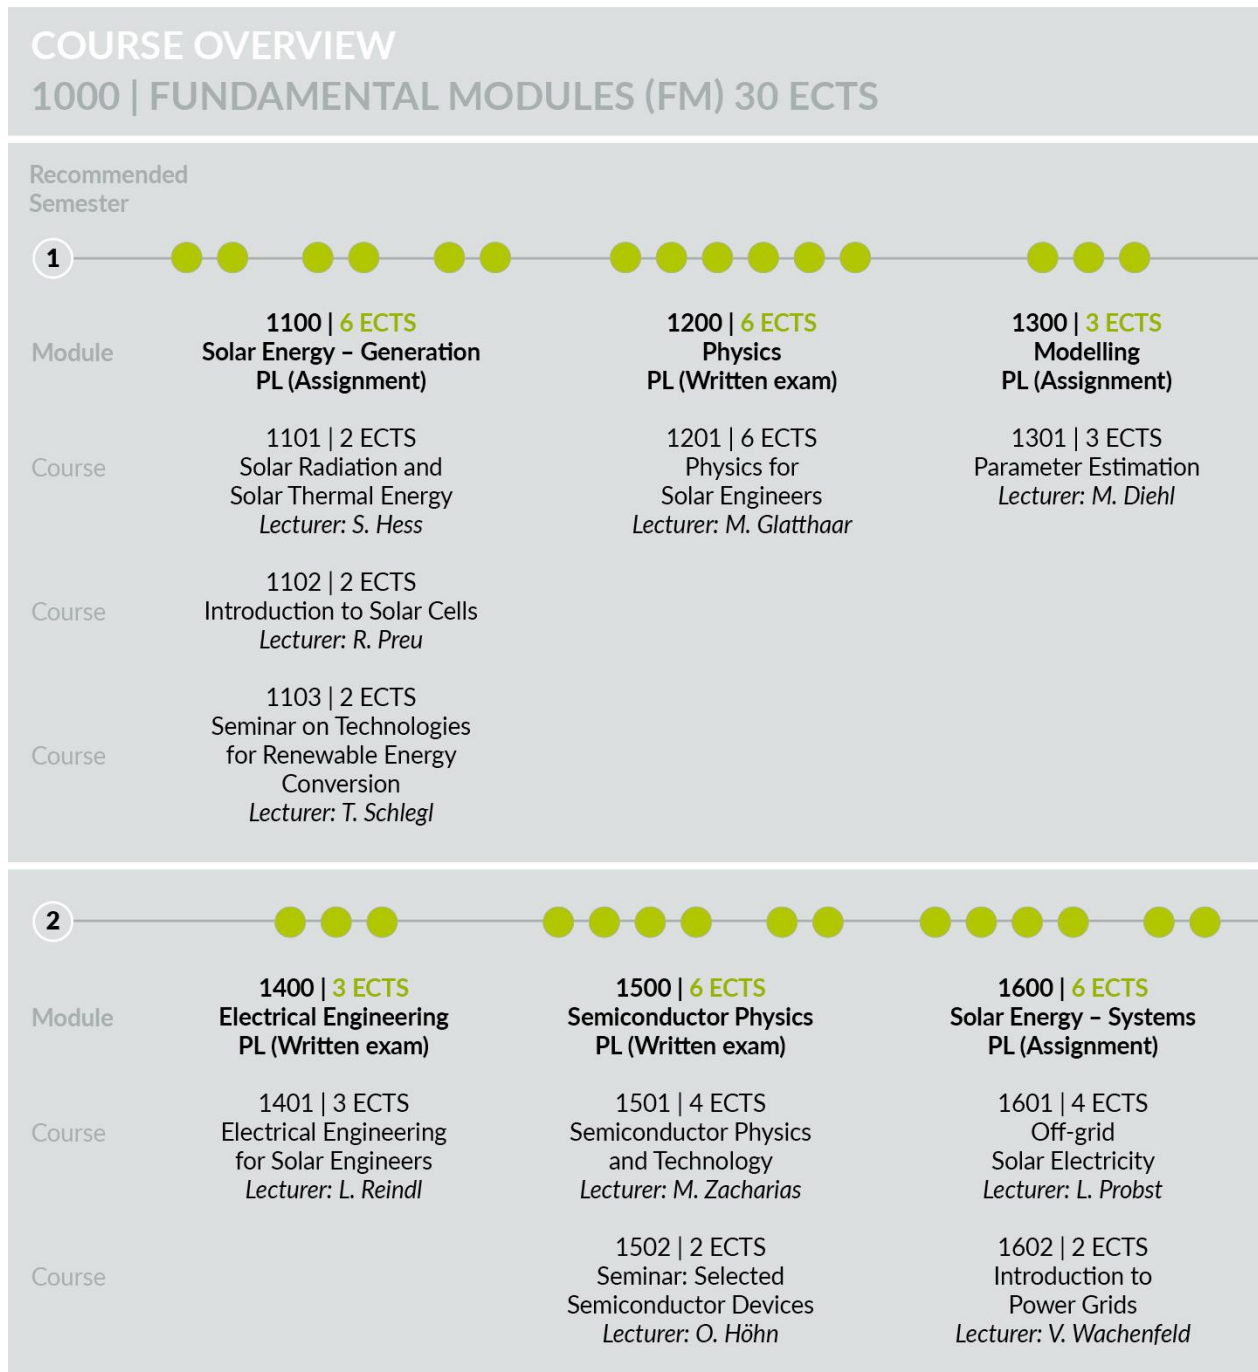 COURSE OVERVIEW
1000 | FUNDAMENTAL MODULES (FM) 30 ECTS
Recommended
Semester
1
Module
1100 | 6 ECTS
Solar Energy – Generation
PL (Assignment)
1200 | 6 ECTS
Physics
PL (Written exam)
1300 | 3 ECTS
Modelling
PL (Assignment)
Course
1101 | 2 ECTS
Solar Radiation and
Solar Thermal Energy
Lecturer: S. Hess
1201 | 6 ECTS
Physics for
Solar Engineers
Lecturer: M. Glatthaar
1301 | 3 ECTS
Parameter Estimation
Lecturer: M. Diehl
Course
1102 | 2 ECTS
Introduction to Solar Cells
Lecturer: R. Preu
Course
1103 | 2 ECTS
Seminar on Technologies
for Renewable Energy
Conversion
Lecturer: T. Schlegl
2
Module
1400 | 3 ECTS
Electrical Engineering
PL (Written exam)
1500 | 6 ECTS
Semiconductor Physics
PL (Written exam)
1600 | 6 ECTS
Solar Energy – Systems
PL (Assignment)
Course
1401 | 3 ECTS
Electrical Engineering
for Solar Engineers
Lecturer: L. Reindl
1501 | 4 ECTS
Semiconductor Physics
and Technology
Lecturer: M. Zacharias
1601 | 4 ECTS
Off-grid
Solar Electricity
Lecturer: L. Probst
Course
1502 | 2 ECTS
Seminar: Selected
Semiconductor Devices
Lecturer: O. Höhn
1602 | 2 ECTS
Introduction to
Power Grids
Lecturer: V. Wachenfeld